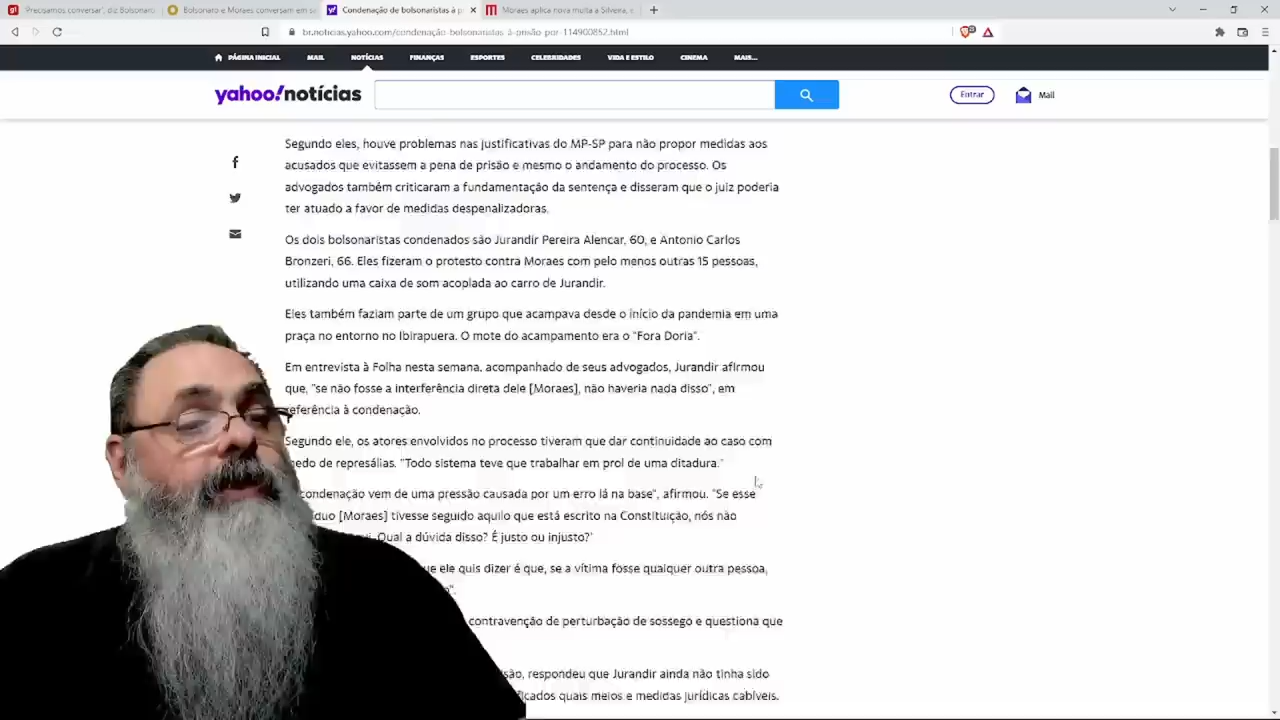 "Precisamos conversar", diz Bolsonaro
Bolsonaro e Moraes conversam em sa
Condenação de bolsonaristas à p
Moraes aplica nova multa a Silveira, c
br.noticias.yahoo.com/condenação-bolsonaristas-à-prisão-por-114900852.html
PÁGINA INICIAL MAIL NOTÍCIAS FINANÇAS ESPORTES CELEBRIDADES VIDA E ESTILO CINEMA MAIS...
yahoo!notícias
Entrar
Mail
Segundo eles, houve problemas nas justificativas do MP-SP para não propor medidas aos
acusados que evitassem a pena de prisão e mesmo o andamento do processo. Os
advogados também criticaram a fundamentação da sentença e disseram que o juiz poderia
ter atuado a favor de medidas despenalizadoras.
Os dois bolsonaristas condenados são Jurandir Pereira Alencar, 60, e Antonio Carlos
Bronzeri, 66. Eles fizeram o protesto contra Moraes com pelo menos outras 15 pessoas,
utilizando uma caixa de som acoplada ao carro de Jurandir.
Eles também faziam parte de um grupo que acampava desde o início da pandemia em uma
praça no entorno no Ibirapuera. O mote do acampamento era o "Fora Doria".
Em entrevista à Folha nesta semana, acompanhado de seus advogados, Jurandir afirmou
que, "se não fosse a interferência direta dele [Moraes], não haveria nada disso", em
referência à condenação.
Segundo ele, os atores envolvidos no processo tiveram que dar continuidade ao caso com
medo de represálias. "Todo sistema teve que trabalhar em prol de uma ditadura."
condenação vem de uma pressão causada por um erro lá na base", afirmou. "Se esse
[Moraes] tivesse seguido aquilo que está escrito na Constituição, nós não
Qual a dúvida disso? É justo ou injusto?"
ele quis dizer é que, se a vítima fosse qualquer outra pessoa,
contravenção de perturbação de sossego e questiona que
respondeu que Jurandir ainda não tinha sido
quais meios e medidas jurídicas cabíveis.